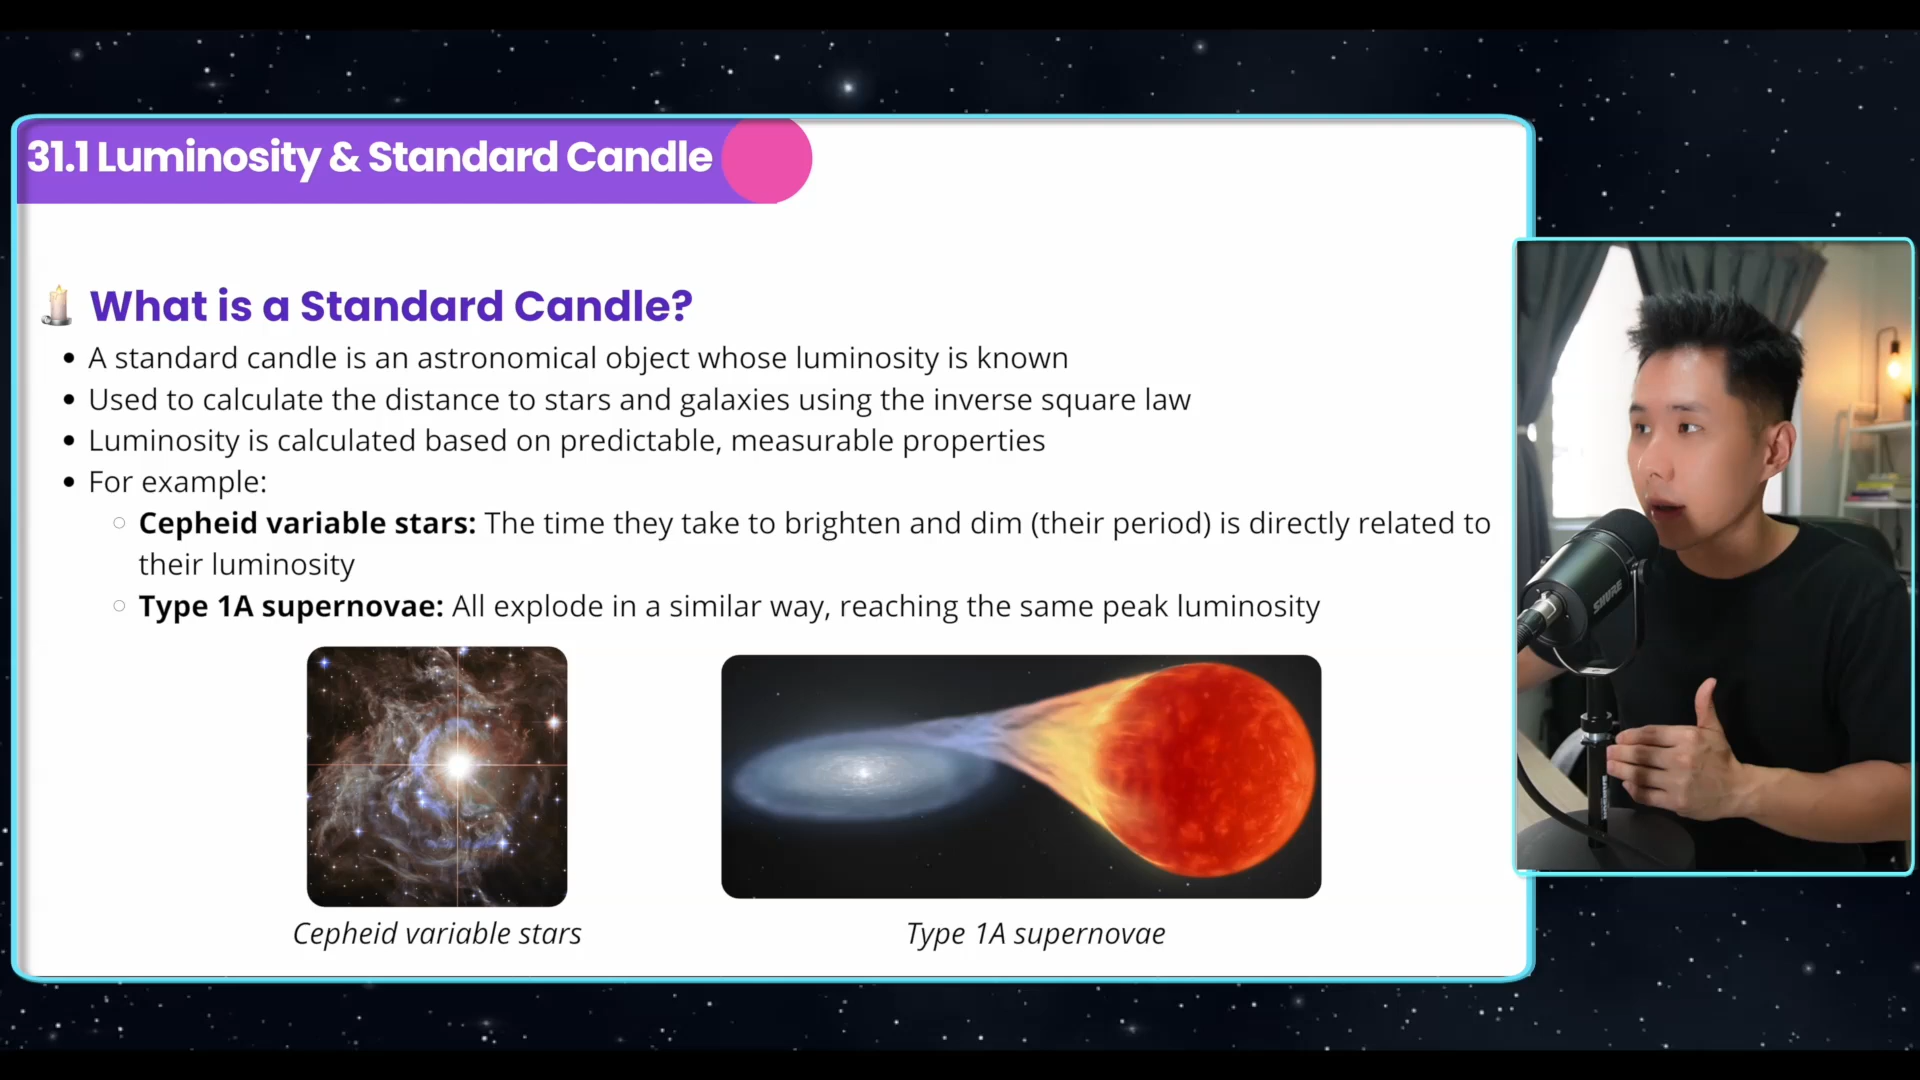 31.1 Luminosity & Standard Candle
What is a Standard Candle?
• A standard candle is an astronomical object whose luminosity is known
• Used to calculate the distance to stars and galaxies using the inverse square law
• Luminosity is calculated based on predictable, measurable properties
• For example:
○ Cepheid variable stars: The time they take to brighten and dim (their period) is directly related to
their luminosity
○ Type 1A supernovae: All explode in a similar way, reaching the same peak luminosity
Cepheid variable stars
Type 1A supernovae
SHURE